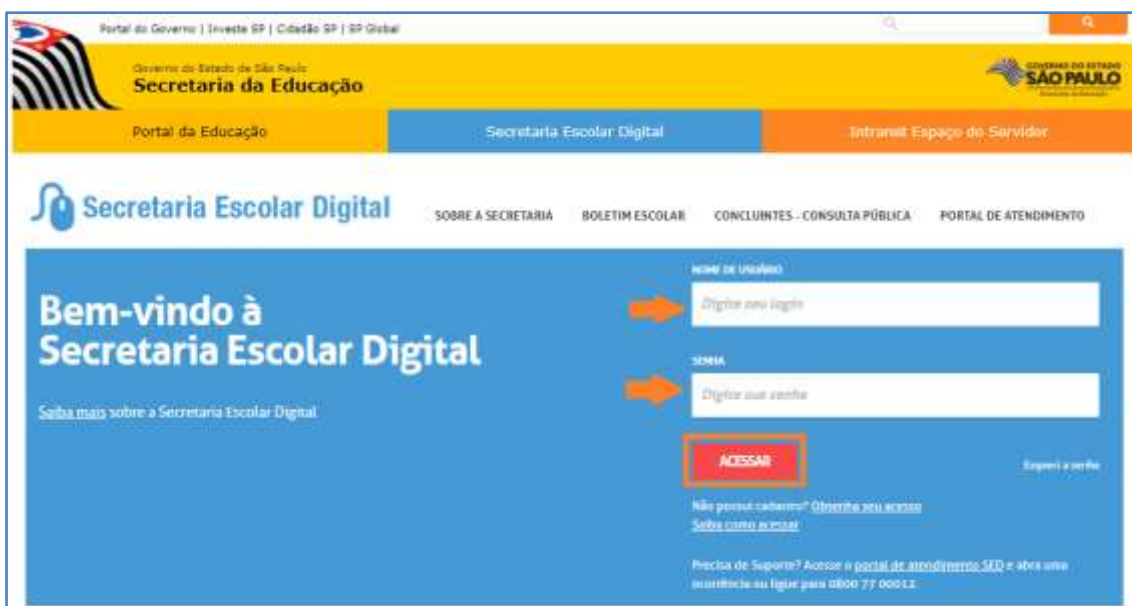 Portal do Governo | Investe SP | Cidadão SP | SP Global
Governo do Estado de São Paulo
Secretaria da Educação
GOVERNO DO ESTADO
SÃO PAULO
Portal da Educação
Secretaria Escolar Digital
Intranet Espaço do Servidor
Secretaria Escolar Digital
SOBRE A SECRETARIA
BOLETIM ESCOLAR
CONCLUINTES - CONSULTA PÚBLICA
PORTAL DE ATENDIMENTO
Bem-vindo à
Secretaria Escolar Digital
Saiba mais sobre a Secretaria Escolar Digital
NOME DE USUÁRIO
Digite seu login
SENHA
Digite sua senha
ACESSAR
Esqueci a senha
Não possui cadastro? Obtenha seu acesso
Saiba como acessar
Precisa de Suporte? Acesse o portal de atendimento SED e abra uma
ocorrência ou ligue para 0800 77 00012